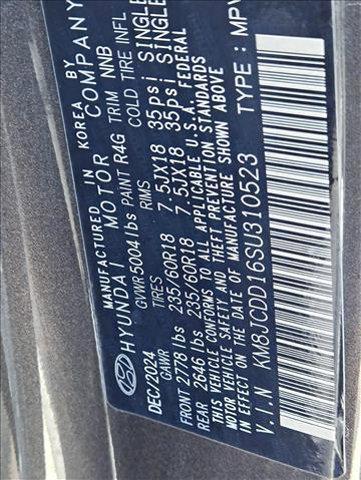 MANUFACTURED IN KOREA BY
HYUNDAI MOTOR COMPANY
GVWR 5004 lbs PAINT R4G TRIM NNB
DEC/2024
GAWR TIRES RIMS COLD TIRE INFL
FRONT 2778 lbs 235/60R18 7.5JX18 35psi SINGLE
REAR 2646 lbs 235/60R18 7.5JX18 35psi SINGLE
THIS VEHICLE CONFORMS TO ALL APPLICABLE U.S.A. FEDERAL
MOTOR VEHICLE SAFETY AND THEFT PREVENTION STANDARDS
IN EFFECT ON THE DATE OF MANUFACTURE SHOWN ABOVE
V.I.N KM8JCDD16SU310523 TYPE: MPV